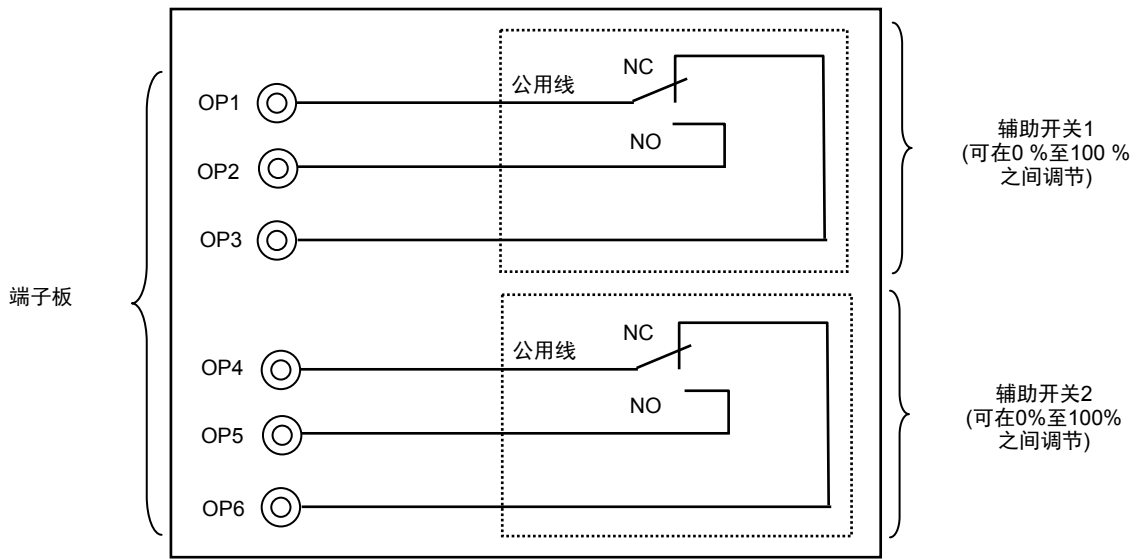 端子板
OP1
OP2
OP3
OP4
OP5
OP6
公用线
NC
NO
公用线
NC
NO
辅助开关1
(可在0 %至100 %
之间调节)
辅助开关2
(可在0%至100%
之间调节)